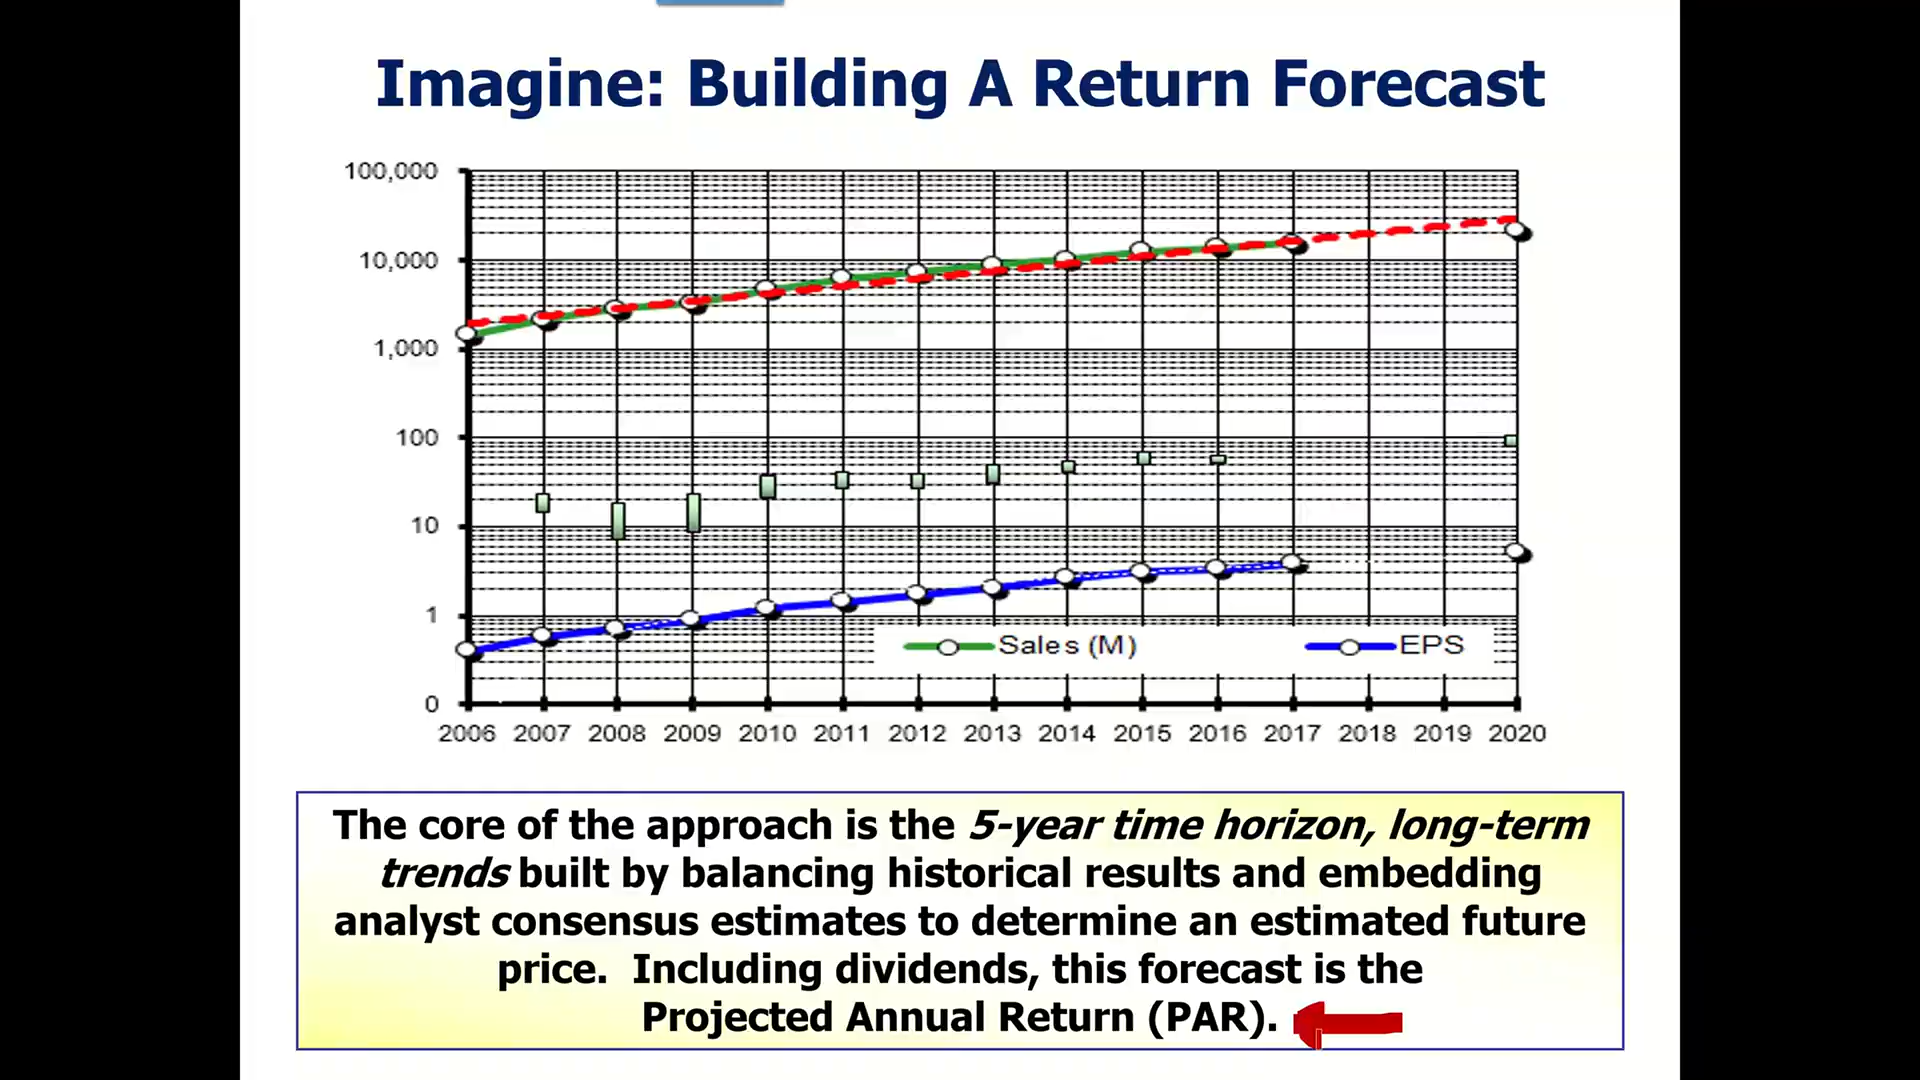 Imagine: Building A Return Forecast
100,000
10,000
1,000
100
10
1
0
Sales (M) EPS
2006 2007 2008 2009 2010 2011 2012 2013 2014 2015 2016 2017 2018 2019 2020
The core of the approach is the 5-year time horizon, long-term
trends built by balancing historical results and embedding
analyst consensus estimates to determine an estimated future
price. Including dividends, this forecast is the
Projected Annual Return (PAR).